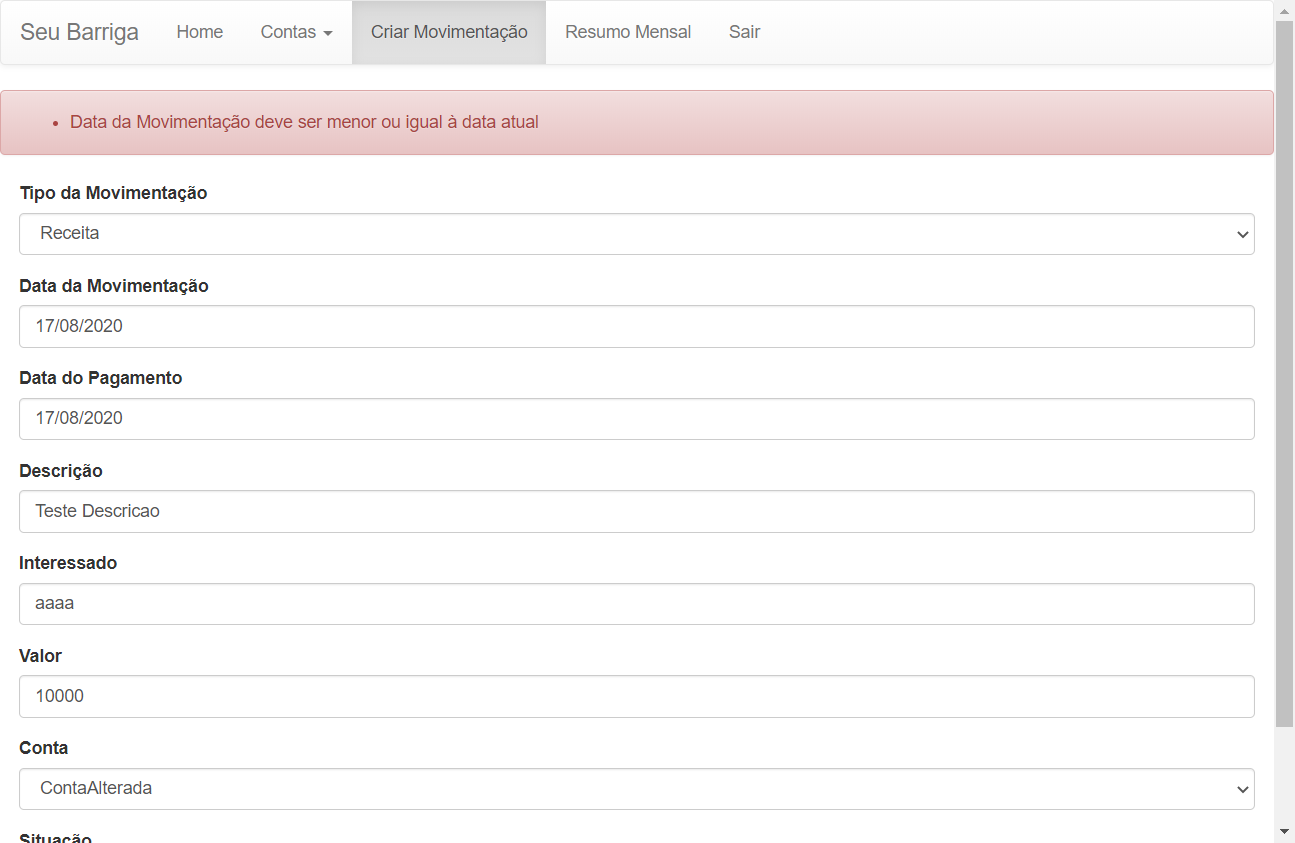 Seu Barriga Home Contas Criar Movimentação Resumo Mensal Sair
Data da Movimentação deve ser menor ou igual à data atual
Tipo da Movimentação
Receita
Data da Movimentação
17/08/2020
Data do Pagamento
17/08/2020
Descrição
Teste Descricao
Interessado
aaaa
Valor
10000
Conta
ContaAlterada
Situação